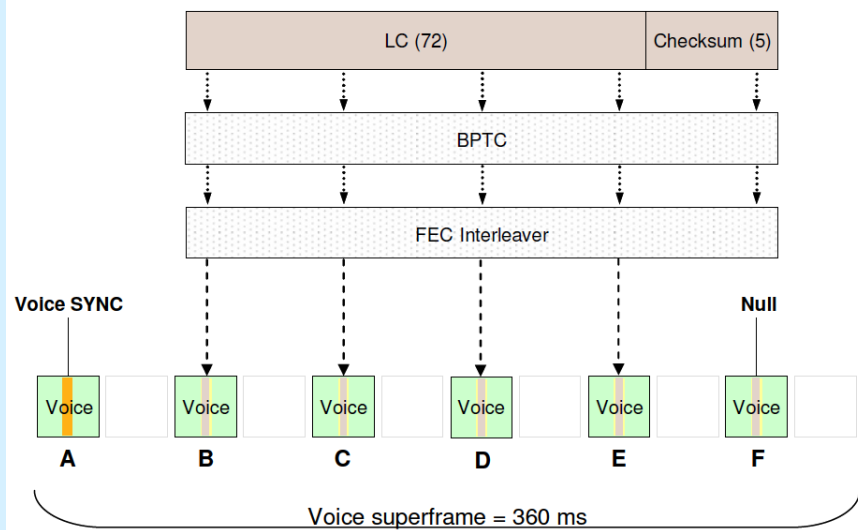 LC (72)
Checksum (5)
BPTC
FEC Interleaver
Voice SYNC
Null
Voice
Voice
Voice
Voice
Voice
Voice
A
B
C
D
E
F
Voice superframe = 360 ms